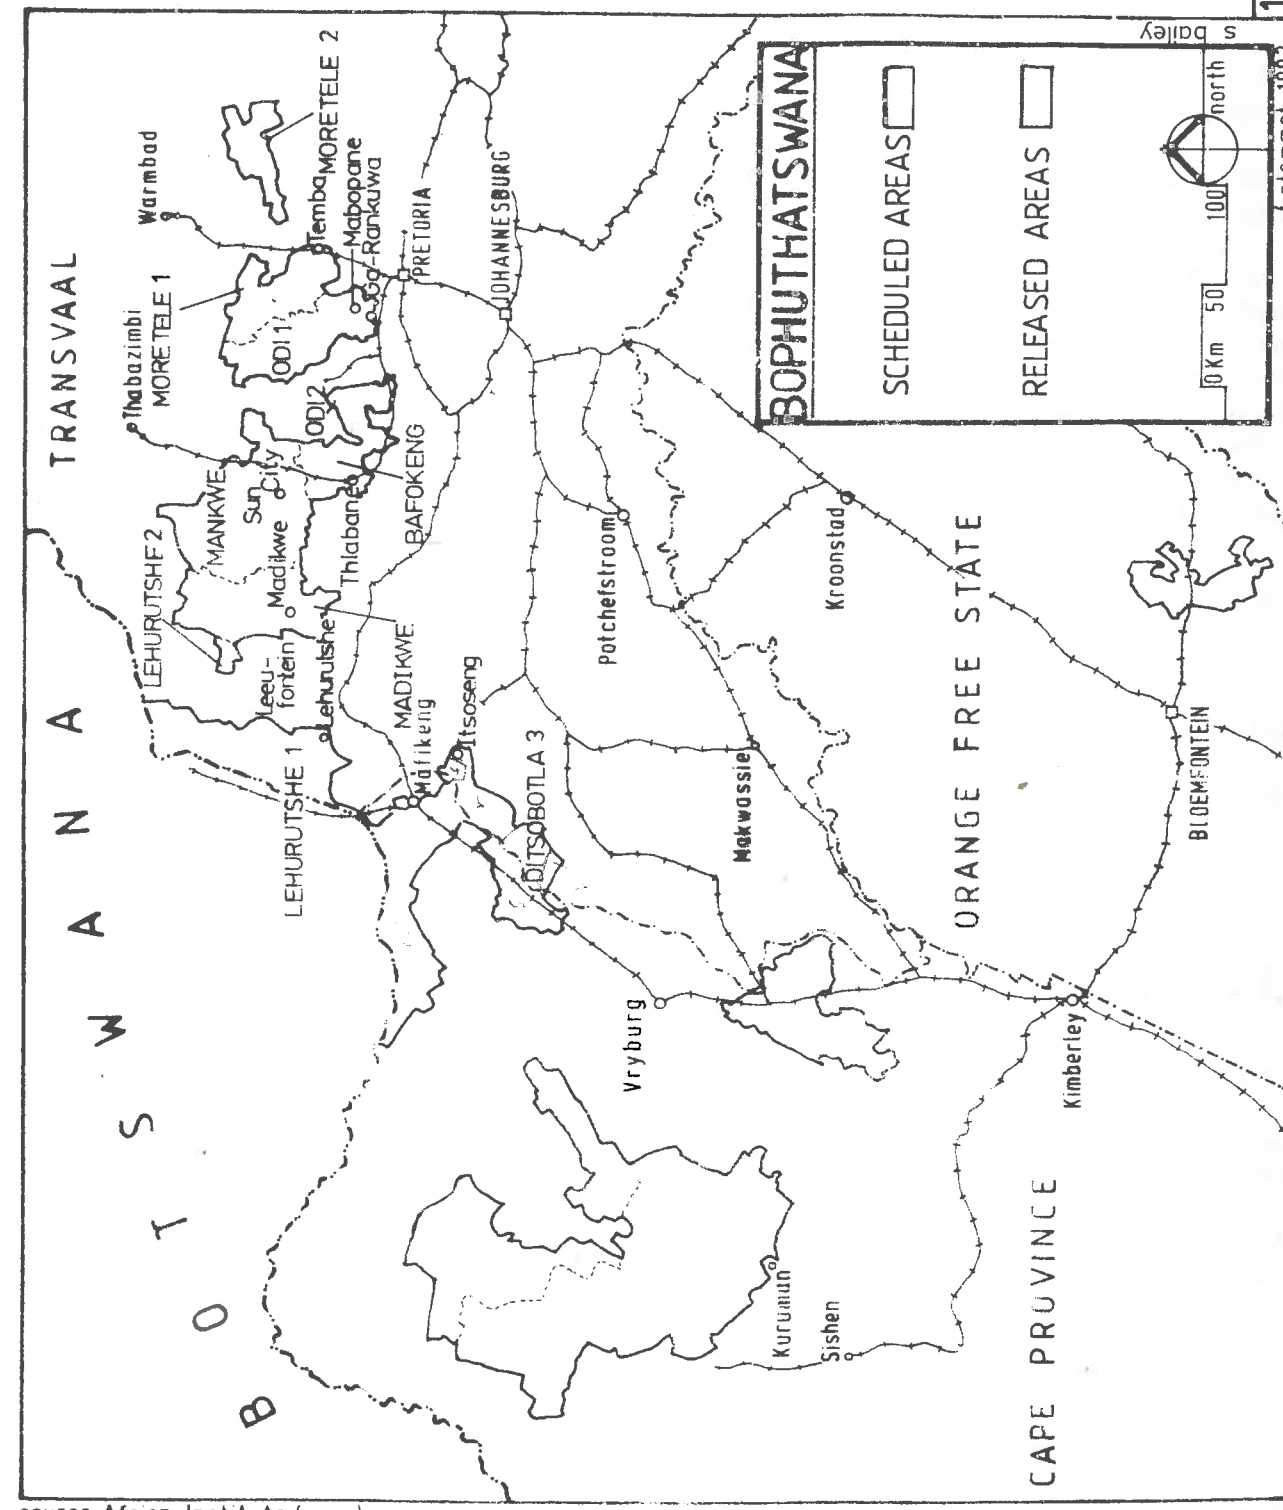 BOTSWANA
TRANSVAAL
Thabazimbi
Warmbad
MORETELE 1
MORETELE 2
LEHURUTSHE 2
MANKWE
Sun
City
ODI 1
ODI 2
Temba
Mabopane
Ga-Rankuwa
Madikwe
Leeu-
fontein
Lehurutshe
Thlabane
BAFOKENG
PRETORIA
LEHURUTSHE 1
MADIKWE
Mafikeng
Itsoseng
JOHANNESBURG
DITSOBOTLA 3
Potchefstroom
Vryburg
Makwassie
Kroonstad
Kurumun
Sishen
ORANGE FREE STATE
Kimberley
BLOEMFONTEIN
CAPE PROVINCE
BOPHUTHATSWANA
SCHEDULED AREAS
RELEASED AREAS
0 Km 50 100
north
s bailey
1